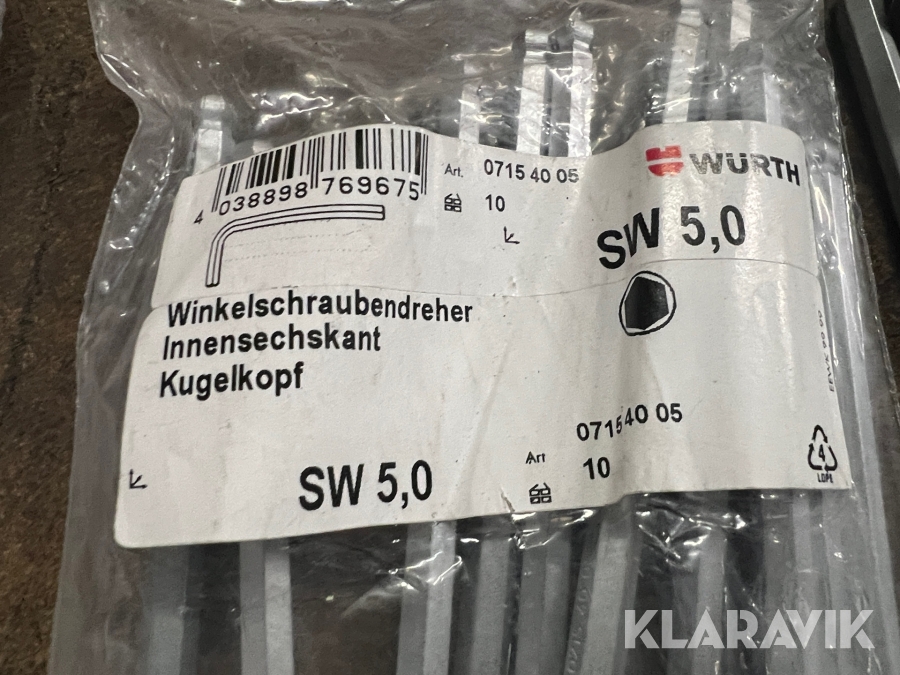 4 038898 769675
Art. 0715 40 05
10
WÜRTH
SW 5,0
Winkelschraubendreher
Innensechskant
Kugelkopf
SW 5,0
0715 40 05
Art
10
4
LDPE
KLARAVIK